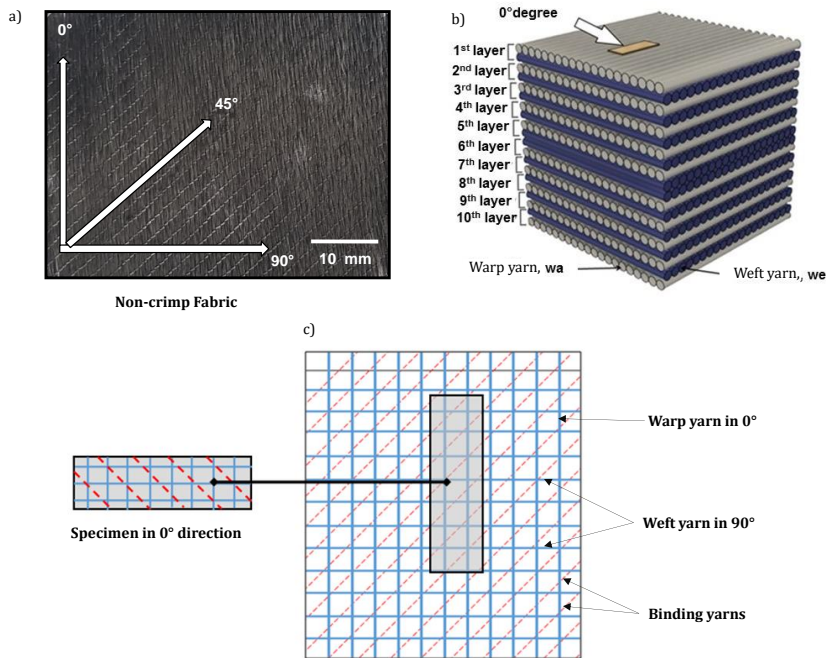 a)
0°
45°
90°
10 mm
Non-crimp Fabric
b)
0°degree
1st layer
2nd layer
3rd layer
4th layer
5th layer
6th layer
7th layer
8th layer
9th layer
10th layer
Warp yarn, wa
Weft yarn,, we
c)
Warp yarn in 0°
Weft yarn in 90°
Binding yarns
Specimen in 0° direction